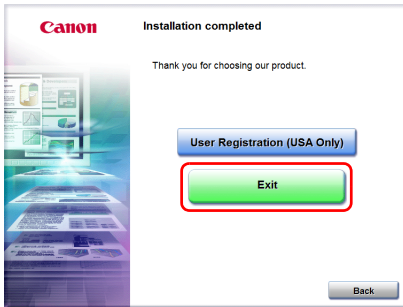 Canon
Installation completed
Thank you for choosing our product.
User Registration (USA Only)
Exit
Back